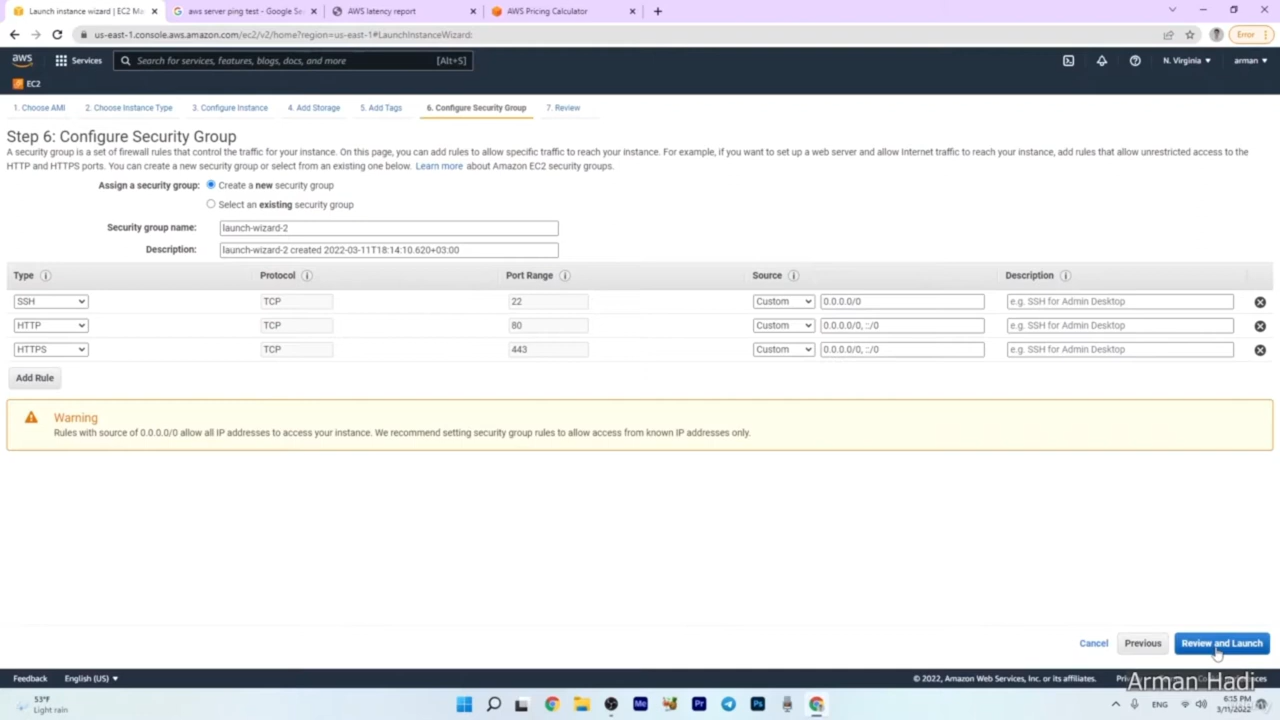 Launch instance wizard | EC2 Ma
aws server ping test - Google Se
AWS latency report
AWS Pricing Calculator
us-east-1.console.aws.amazon.com/ec2/v2/home?region=us-east-1#LaunchInstanceWizard:
Error
aws
Services
Search for services, features, blogs, docs, and more
[Alt+S]
N. Virginia
arman
EC2
1. Choose AMI
2. Choose Instance Type
3. Configure Instance
4. Add Storage
5. Add Tags
6. Configure Security Group
7. Review
Step 6: Configure Security Group
A security group is a set of firewall rules that control the traffic for your instance. On this page, you can add rules to allow specific traffic to reach your instance. For example, if you want to set up a web server and allow Internet traffic to reach your instance, add rules that allow unrestricted access to the
HTTP and HTTPS ports. You can create a new security group or select from an existing one below. Learn more about Amazon EC2 security groups.
Assign a security group: Create a new security group
Select an existing security group
Security group name: launch-wizard-2
Description: launch-wizard-2 created 2022-03-11T18:14:10.620+03:00
Type Protocol Port Range Source Description
SSH TCP 22 Custom 0.0.0.0/0 e.g. SSH for Admin Desktop
HTTP TCP 80 Custom 0.0.0.0/0, ::/0 e.g. SSH for Admin Desktop
HTTPS TCP 443 Custom 0.0.0.0/0, ::/0 e.g. SSH for Admin Desktop
Add Rule
Warning
Rules with source of 0.0.0.0/0 allow all IP addresses to access your instance. We recommend setting security group rules to allow access from known IP addresses only.
Cancel
Previous
Review and Launch
Feedback
English (US)
© 2022, Amazon Web Services, Inc. or its affiliates.
Arman Hadi
53°F
Light rain
Me
Pr
Ps
ENG
6:15 PM
3/11/2022